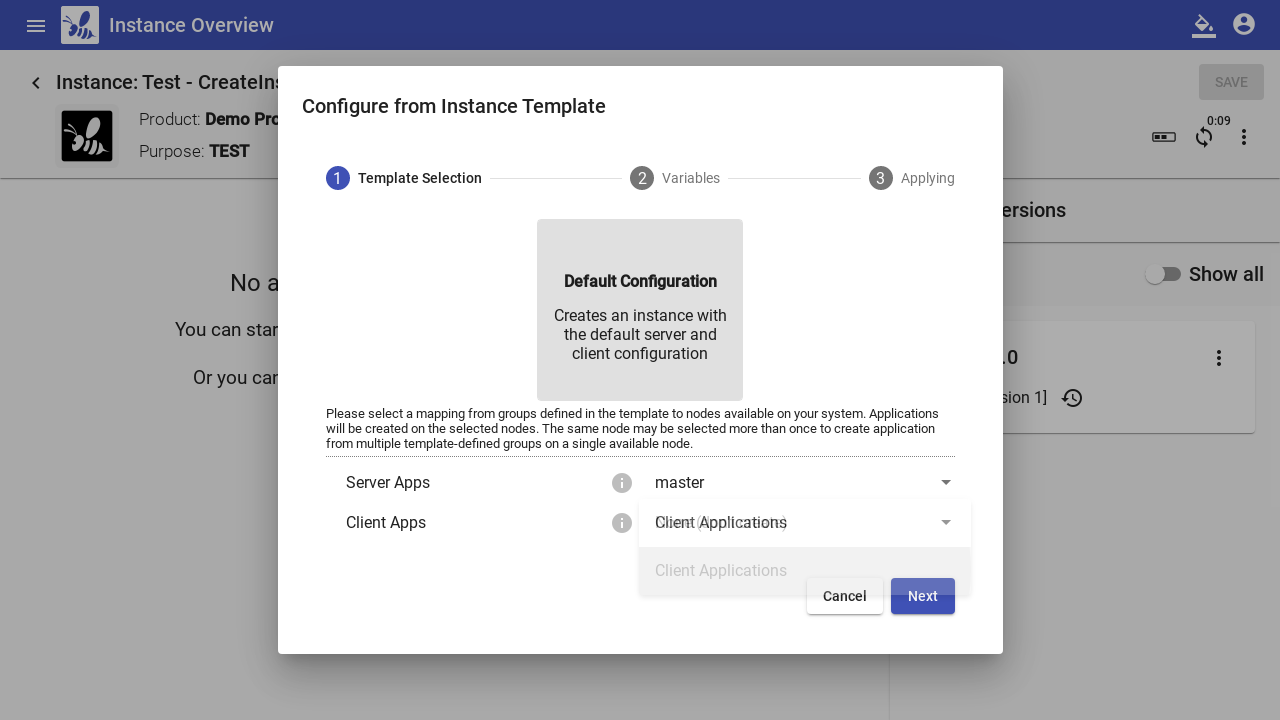 Instance Overview
Instance: Test - CreateIns
SAVE
Product: Demo Pro
0:09
Purpose: TEST
Configure from Instance Template
1 Template Selection
2 Variables
3 Applying
ersions
Show all
No a
You can star
Or you can
.0
sion 1]
Default Configuration
Creates an instance with
the default server and
client configuration
Please select a mapping from groups defined in the template to nodes available on your system. Applications
will be created on the selected nodes. The same node may be selected more than once to create application
from multiple template-defined groups on a single available node.
Server Apps
master
Client Apps
Client Applications
Client Applications
Cancel
Next